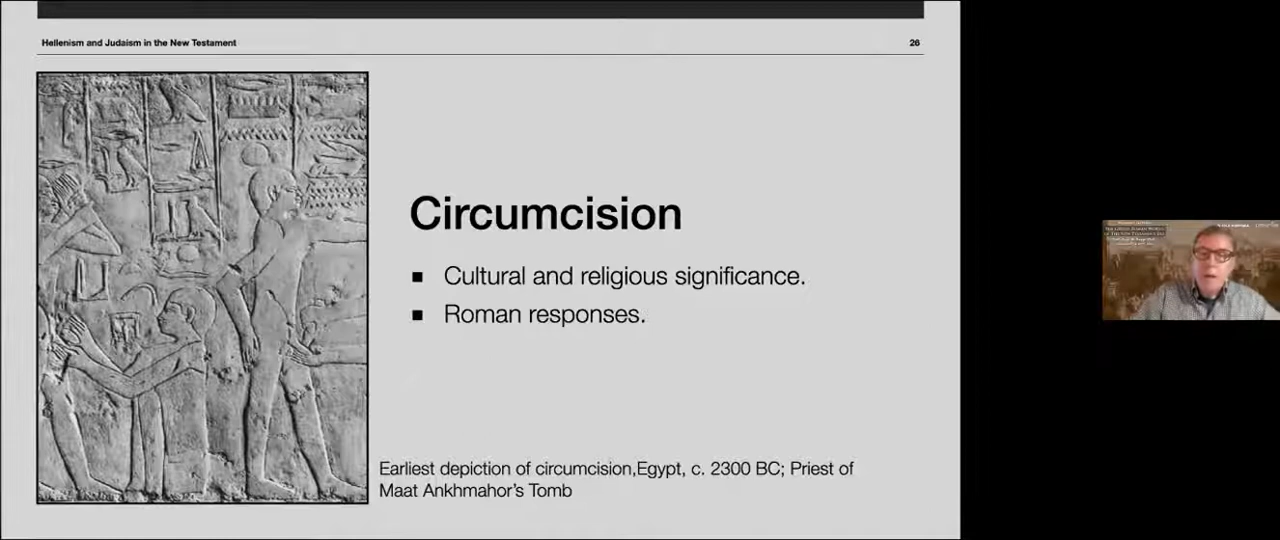 Hellenism and Judaism in the New Testament
26
Circumcision
Cultural and religious significance.
Roman responses.
Earliest depiction of circumcision,Egypt, c. 2300 BC; Priest of
Maat Ankhmahor's Tomb